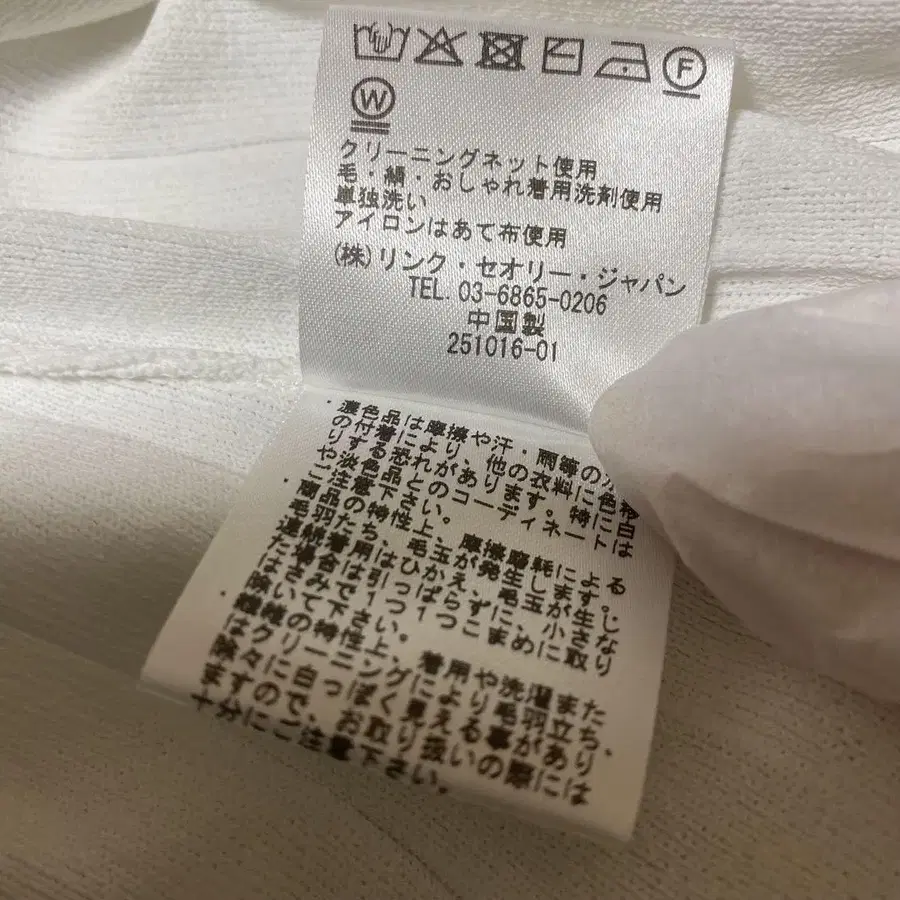 F
W
クリーニングネット使用
毛・絹・おしゃれ着用洗剤使用
単独洗い
アイロンはあて布使用
(株)リンク・セオリー・ジャパン
TEL. 03-6865-0206
中国製
251016-01
・濃色品は摩擦や汗・雨等の水
の付着により、他の衣料に色移
りする恐れがあります。特に白
や淡色品とのコーディネートは
ご注意下さい。
・商品の特性上、摩擦磨耗による
毛羽たち、毛玉が発生します。
連続着用はひかえ、毛玉が生じ
た場合は引っぱらずに、小さな
はさみで1つ1つこまめに取り
除いて下さい。
・繊維の特性上、着用や洗濯また
はクリーニングにより毛羽立ち、
除々に白っぽく見える事があり
ますので、お取り扱いの際には
十分にご注意下さい。